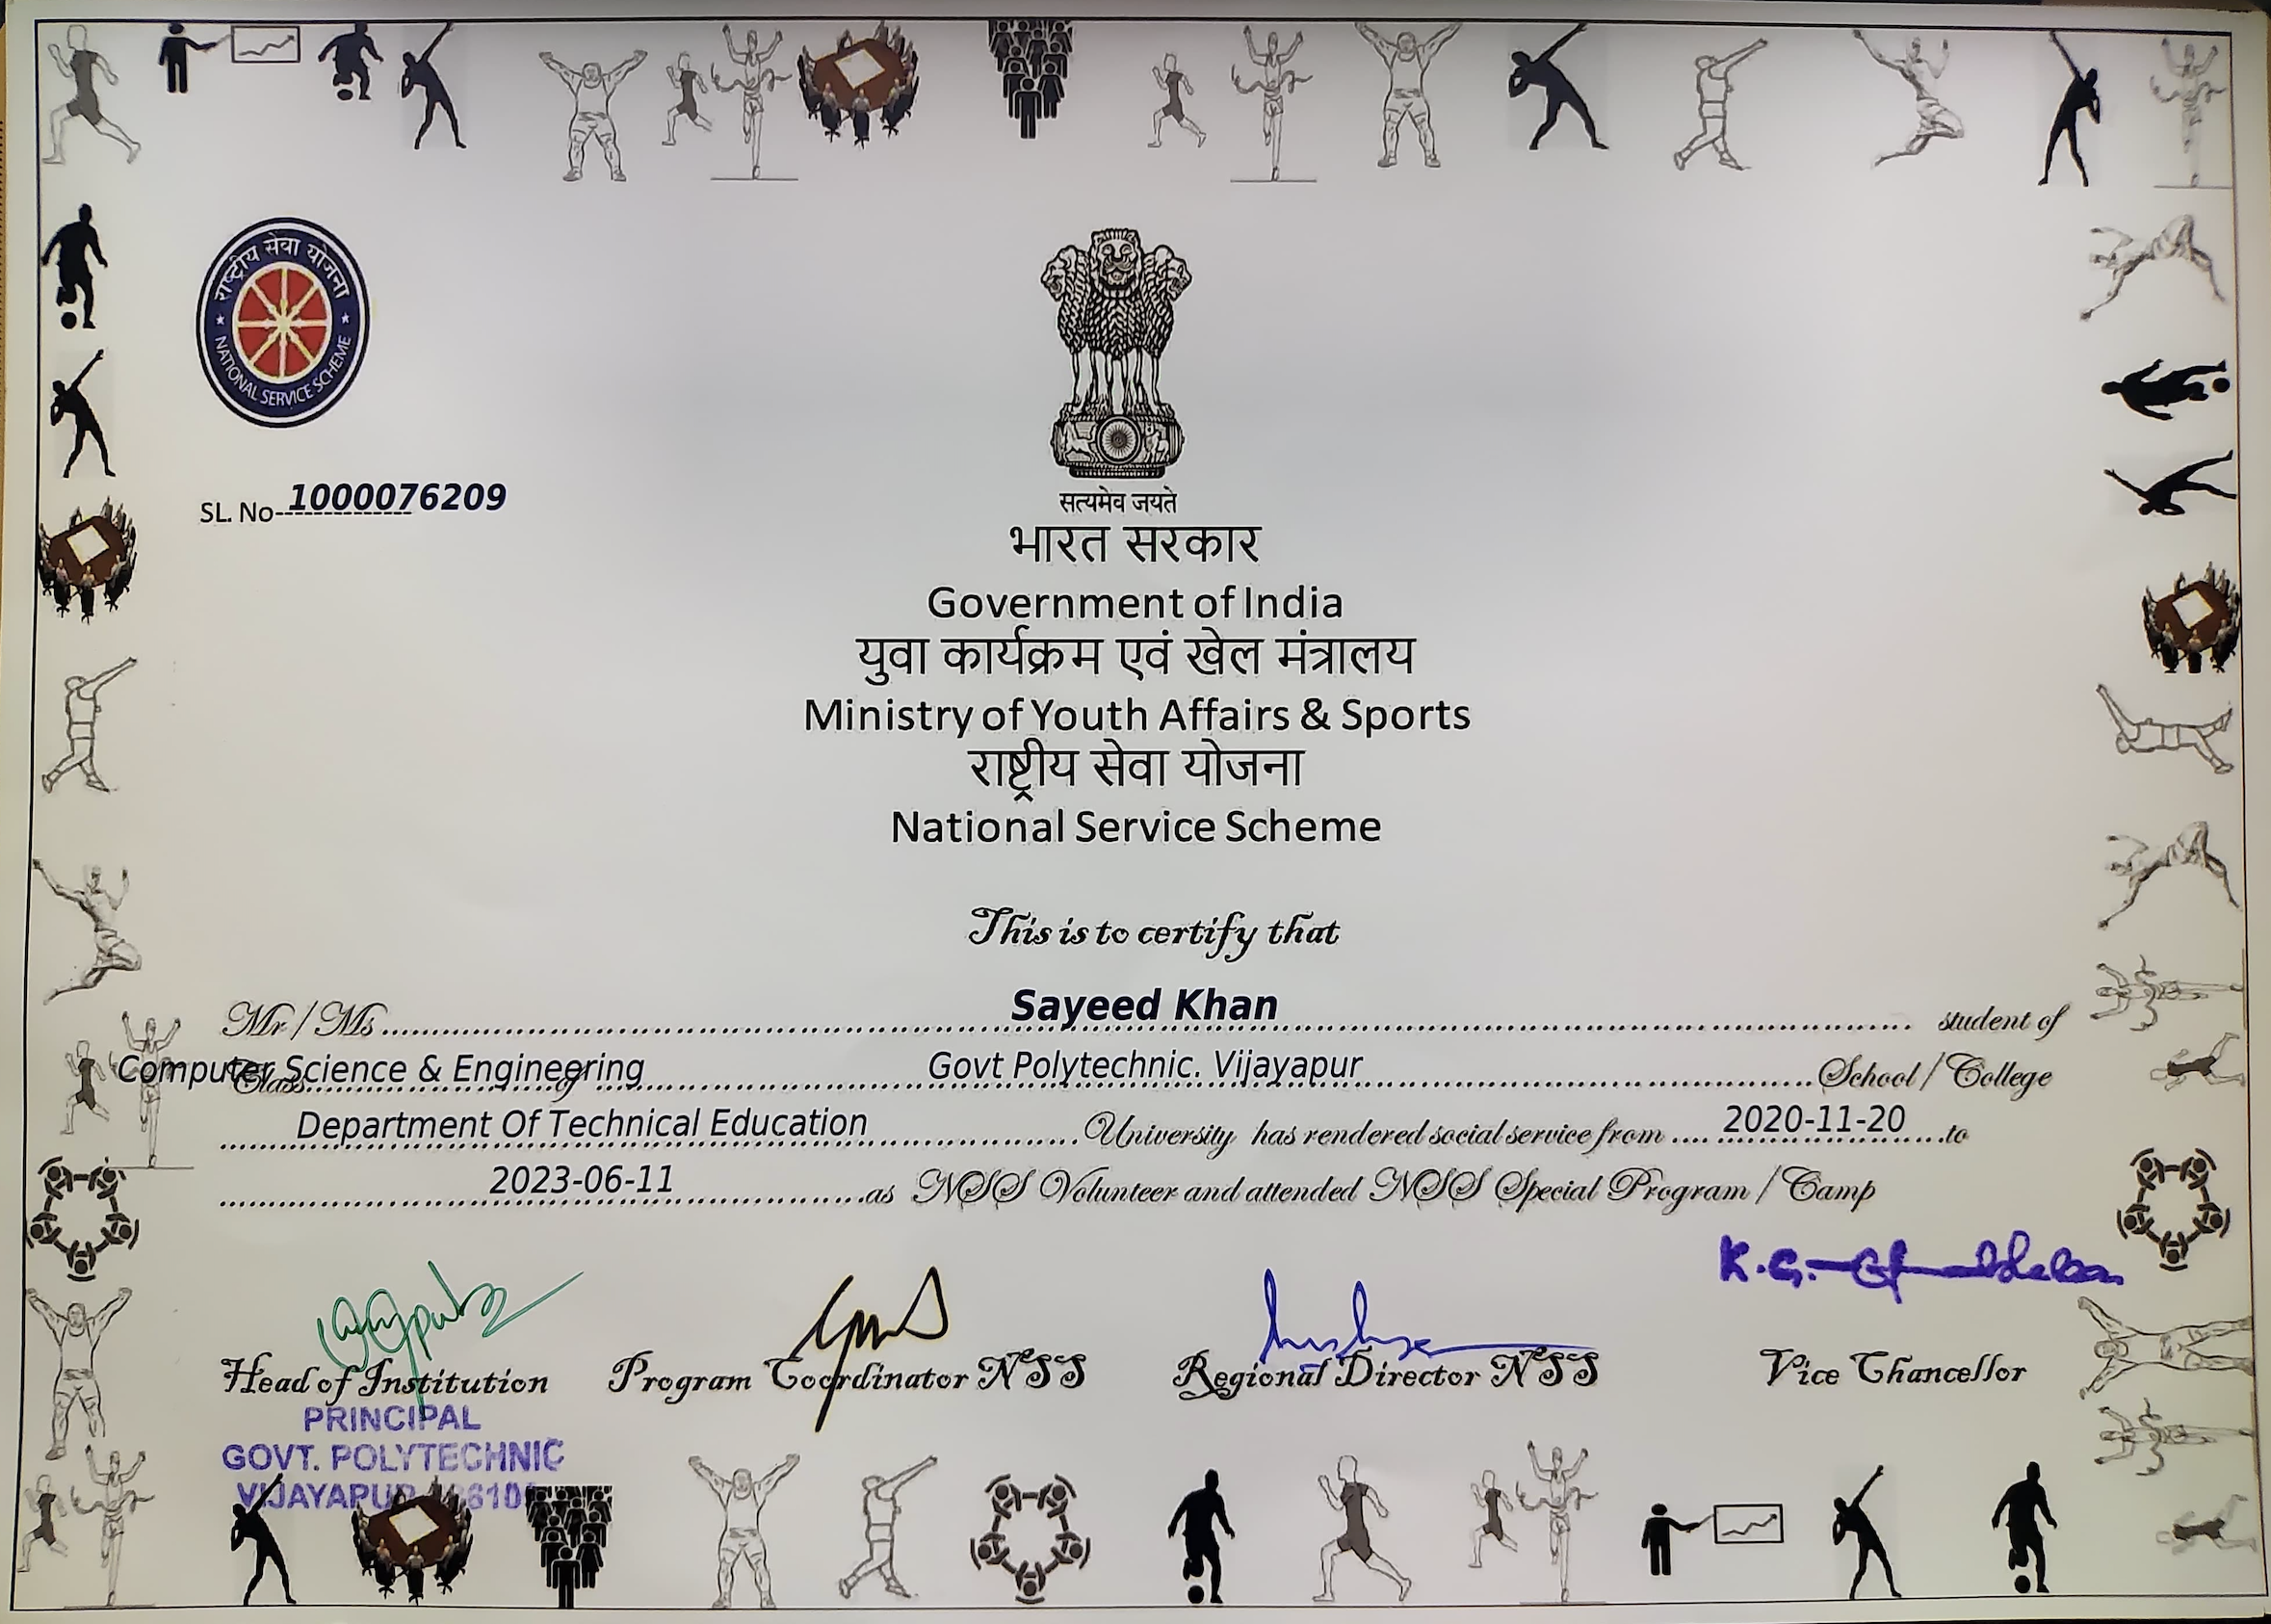 राष्ट्रीय सेवा योजना
NATIONAL SERVICE SCHEME
SL. No 1000076209
सत्यमेव जयते
भारत सरकार
Government of India
युवा कार्यक्रम एवं खेल मंत्रालय
Ministry of Youth Affairs & Sports
राष्ट्रीय सेवा योजना
National Service Scheme
This is to certify that
Mr/Ms Sayeed Khan student of
Class Computer Science & Engineering of Govt Polytechnic. Vijayapur School/College
Department Of Technical Education University has rendered social service from 2020-11-20 to
2023-06-11 as NSS Volunteer and attended NSS Special Program/Camp
Head of Institution Program Coordinator NSS Regional Director NSS Vice Chancellor
PRINCIPAL
GOVT. POLYTECHNIC
VIJAYAPUR